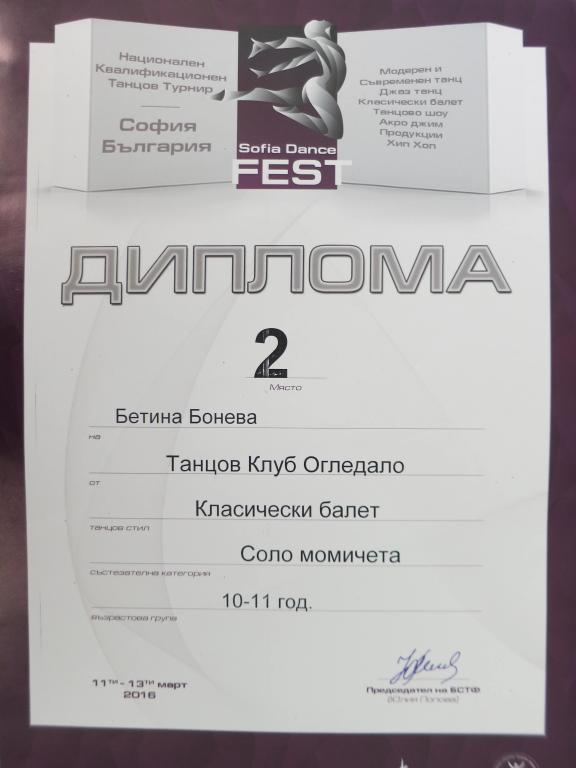 Национален
Квалификационен
Танцов Турнир
София
България
Sofia Dance
FEST
Модерен и
Съвременен танц
Джаз танц
Класически балет
Танцово шоу
Акро джим
Продукции
Хип Хоп
ДИПЛОМА
2
Място
Бетина Бонева
на
Танцов Клуб Огледало
от
Класически балет
танцов стил
Соло момичета
състезателна категория
10-11 год.
възрастова група
11ти - 13ти март
2016
Председател на БСТФ
(Юлия Попова)